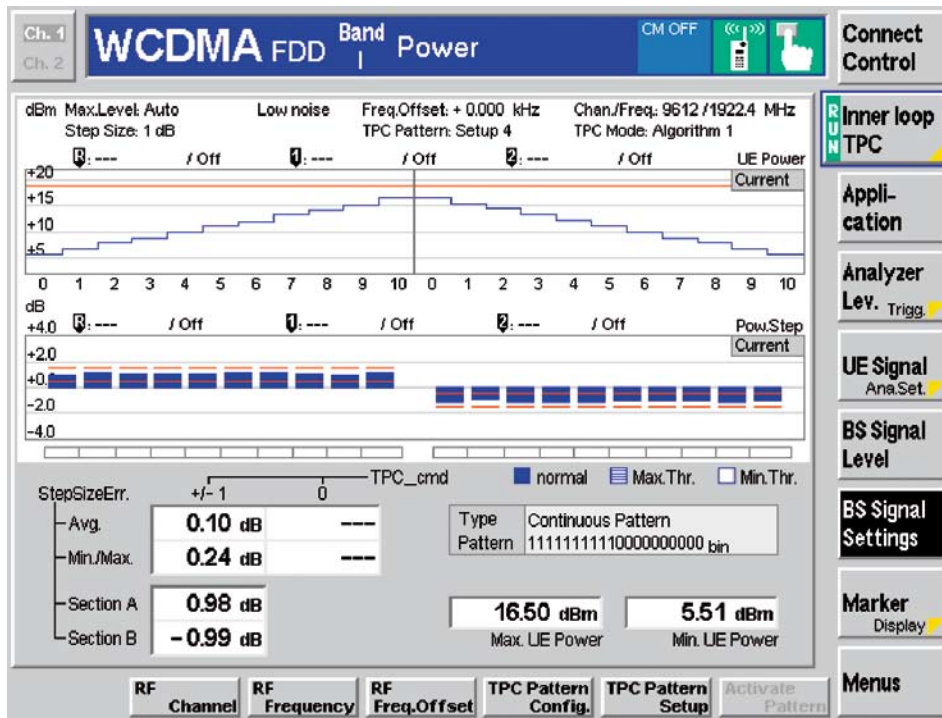 Ch. 1
Ch. 2
WCDMA FDD Band I Power
CM OFF
Connect Control
dBm Max.Level: Auto Low noise Freq.Offset: + 0.000 kHz Chan./Freq.: 9612 / 1922.4 MHz
Step Size: 1 dB TPC Pattern: Setup 4 TPC Mode: Algorithm 1
R: --- / Off 1: --- / Off 2: --- / Off UE Power
Current
+20
+15
+10
+5
0 1 2 3 4 5 6 7 8 9 10 0 1 2 3 4 5 6 7 8 9 10
dB
+4.0 R: --- / Off 1: --- / Off 2: --- / Off Pow.Step
Current
+2.0
+0.
-2.0
-4.0
TPC_cmd normal Max.Thr. Min.Thr.
StepSizeErr. +/- 1 0
Avg. 0.10 dB ---
Min./Max. 0.24 dB ---
Section A 0.98 dB
Section B -0.99 dB
Type Continuous Pattern
Pattern 11111111110000000000 bin
16.50 dBm
Max. UE Power
5.51 dBm
Min. UE Power
RUN
Inner loop TPC
Appli-
cation
Analyzer
Lev. Trigg.
UE Signal
Ana.Set.
BS Signal
Level
BS Signal
Settings
Marker
Display
Menus
RF Channel
RF Frequency
RF Freq.Offset
TPC Pattern Config.
TPC Pattern Setup
Activate Pattern